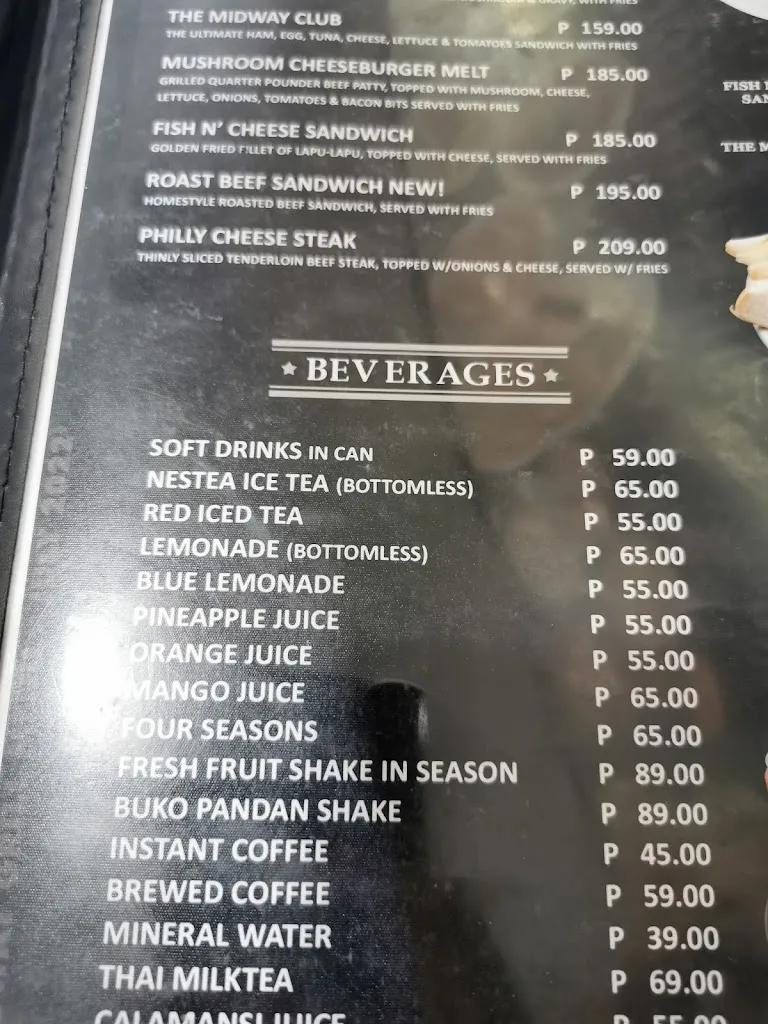 WITH FRIES
THE MIDWAY CLUB P 159.00
THE ULTIMATE HAM, EGG, TUNA, CHEESE, LETTUCE & TOMATOES SANDWICH WITH FRIES
MUSHROOM CHEESEBURGER MELT P 185.00
GRILLED QUARTER POUNDER BEEF PATTY, TOPPED WITH MUSHROOM, CHEESE,
LETTUCE, ONIONS, TOMATOES & BACON BITS SERVED WITH FRIES
FISH N' CHEESE SANDWICH P 185.00
GOLDEN FRIED FILLET OF LAPU-LAPU, TOPPED WITH CHEESE, SERVED WITH FRIES
ROAST BEEF SANDWICH NEW! P 195.00
HOMESTYLE ROASTED BEEF SANDWICH, SERVED WITH FRIES
PHILLY CHEESE STEAK P 209.00
THINLY SLICED TENDERLOIN BEEF STEAK, TOPPED W/ONIONS & CHEESE, SERVED W/ FRIES
FISH
THE
BEVERAGES
SOFT DRINKS IN CAN P 59.00
NESTEA ICE TEA (BOTTOMLESS) P 65.00
RED ICED TEA P 55.00
LEMONADE (BOTTOMLESS) P 65.00
BLUE LEMONADE P 55.00
PINEAPPLE JUICE P 55.00
ORANGE JUICE P 55.00
MANGO JUICE P 65.00
FOUR SEASONS P 65.00
FRESH FRUIT SHAKE IN SEASON P 89.00
BUKO PANDAN SHAKE P 89.00
INSTANT COFFEE P 45.00
BREWED COFFEE P 59.00
MINERAL WATER P 39.00
THAI MILKTEA P 69.00
CALAMANSI JUICE P 55.00